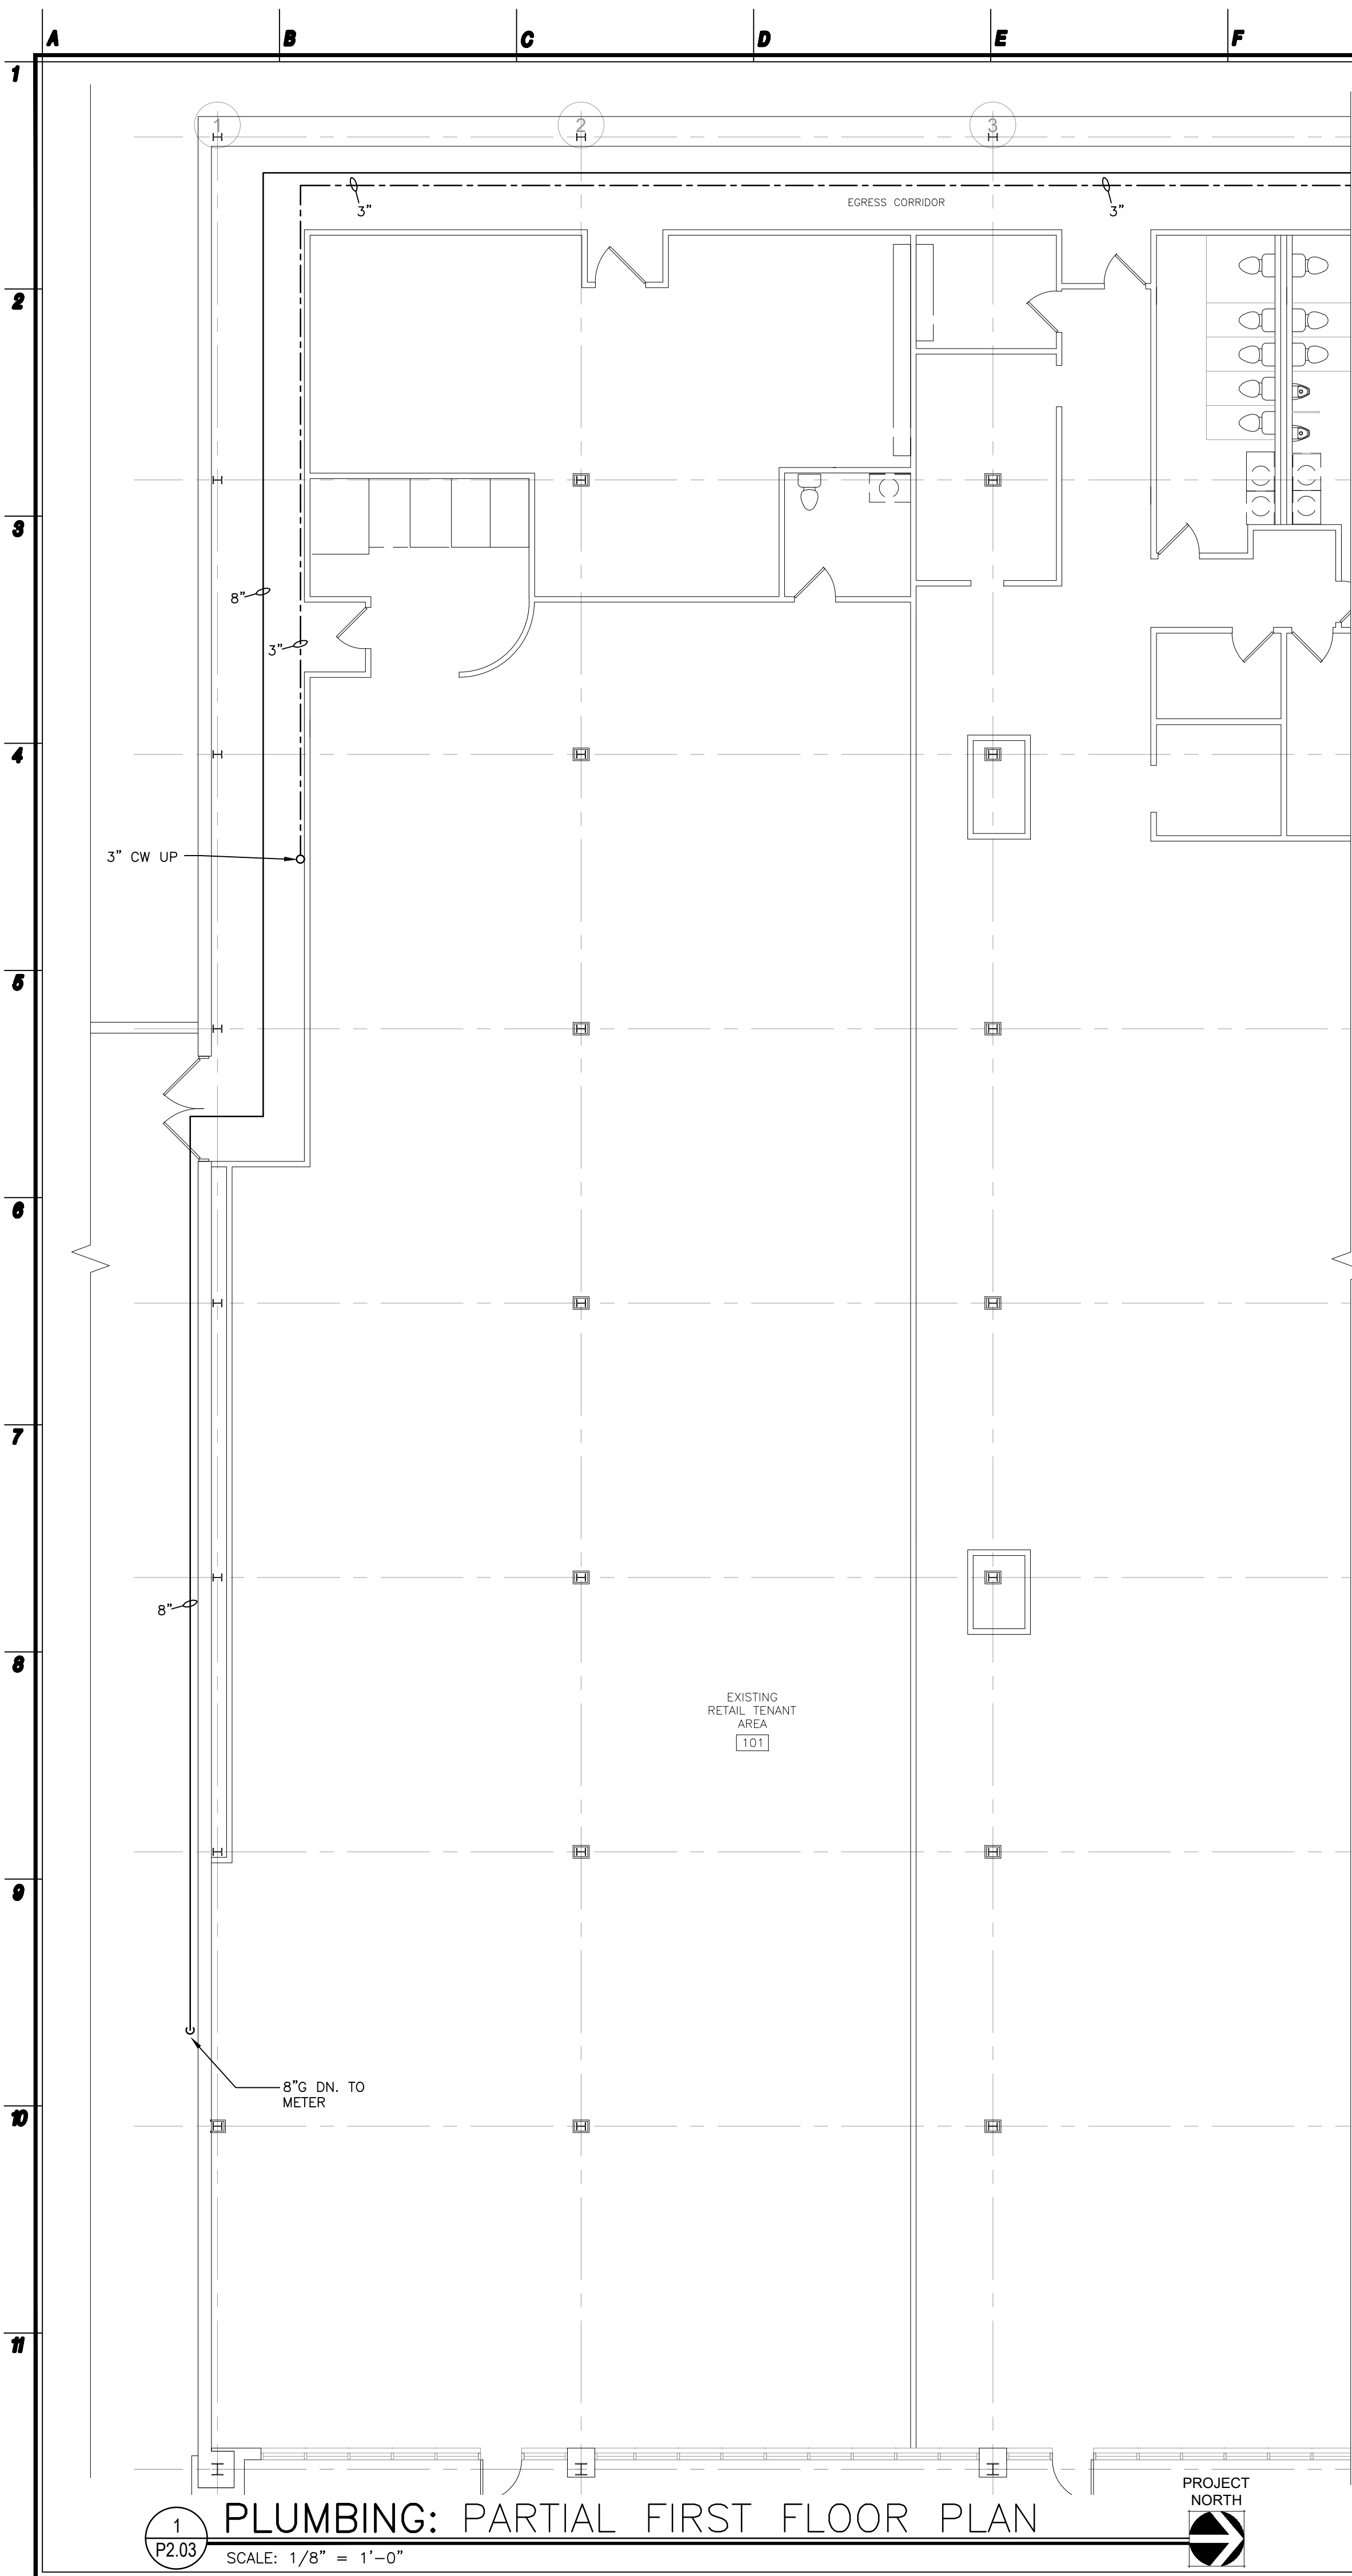 A
B
C
D
E
F
1
1
2
3
3"
EGRESS CORRIDOR
3"
2
3
8"
3"
4
3" CW UP
5
6
7
8"
8
EXISTING
RETAIL TENANT
AREA
101
9
8"G DN. TO
METER
10
11
PROJECT
NORTH
1
P2.03
PLUMBING: PARTIAL FIRST FLOOR PLAN
SCALE: 1/8" = 1'-0"